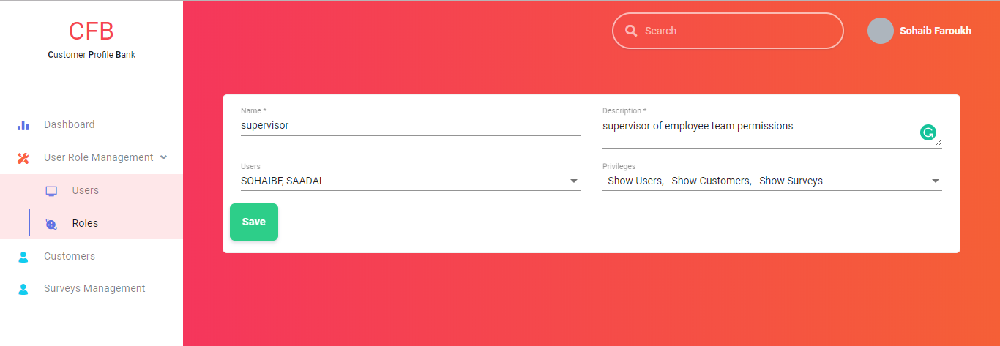 CFB
Customer Profile Bank
Search
Sohaib Faroukh
Dashboard
User Role Management
Users
Roles
Customers
Surveys Management
Name *
supervisor
Description *
supervisor of employee team permissions
Users
SOHAIBF, SAADAL
Privileges
- Show Users, - Show Customers, - Show Surveys
Save